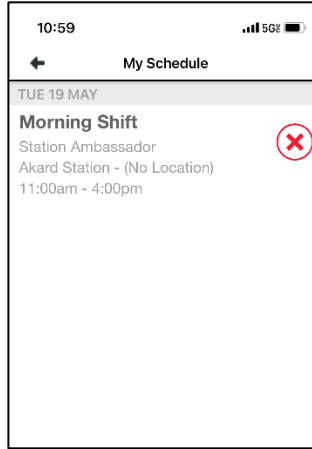 10:59
5GE
My Schedule
TUE 19 MAY
Morning Shift
Station Ambassador
Akard Station - (No Location)
11:00am - 4:00pm